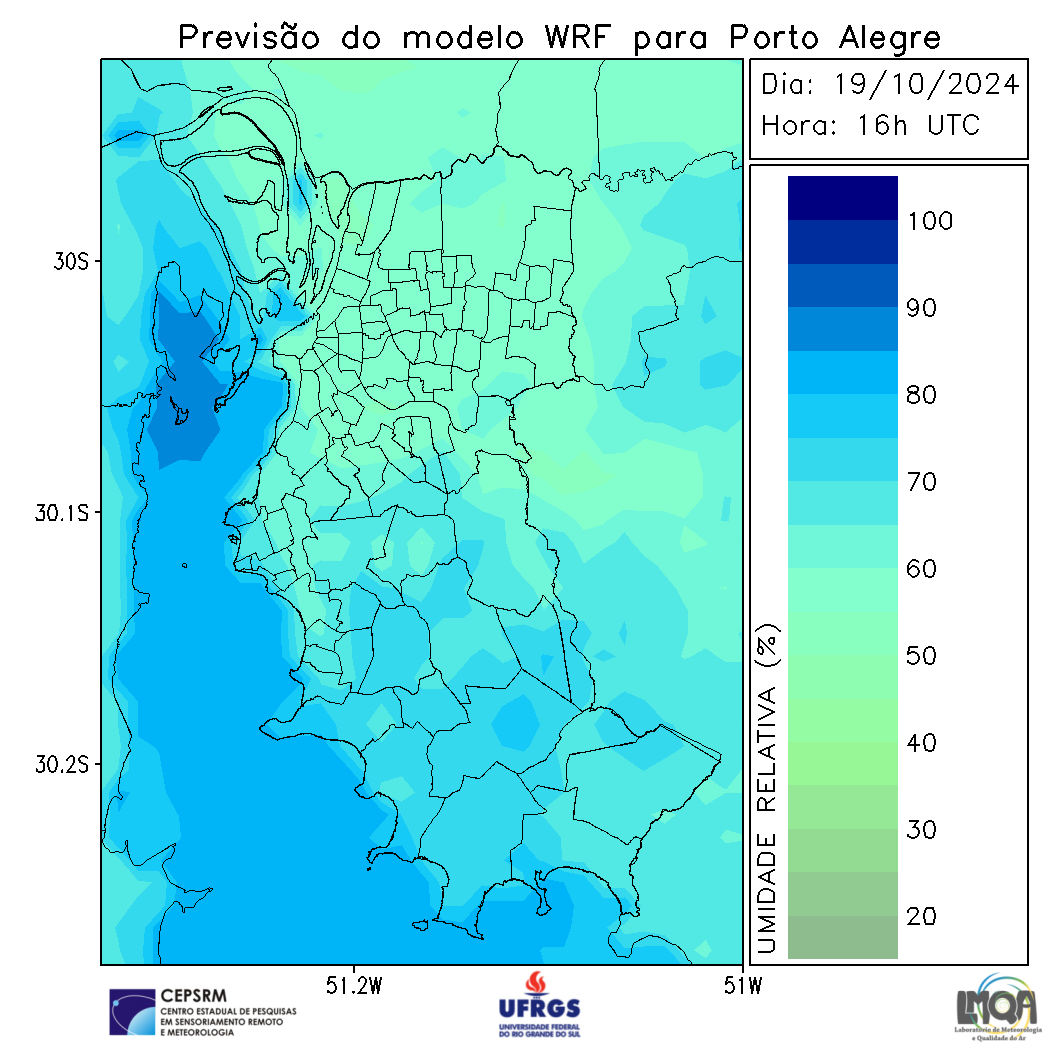 Previsão do modelo WRF para Porto Alegre
Dia: 19/10/2024
Hora: 16h UTC
30S
30.1S
30.2S
51.2W
51W
100
90
80
70
60
50
40
30
20
UMIDADE RELATIVA (%)
CEPSRM
CENTRO ESTADUAL DE PESQUISAS
EM SENSORIAMENTO REMOTO
E METEOROLOGIA
UFRGS
UNIVERSIDADE FEDERAL
DO RIO GRANDE DO SUL
LMQA
Laboratório de Meteorologia
e Qualidade do Ar